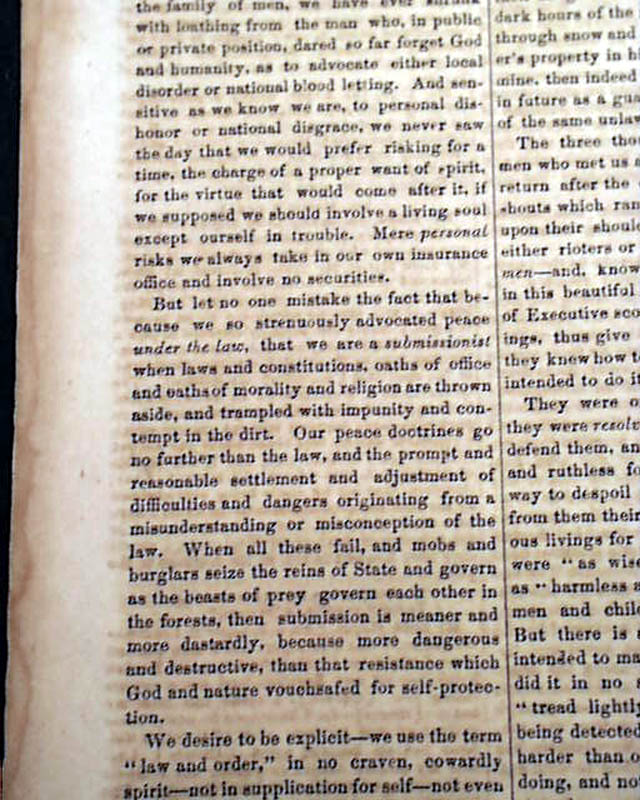 the family of men, we have ever shrunk
with loathing from the man who, in public
or private position, dared so far forget God
and humanity, as to advocate either local
disorder or national blood letting. And sen-
sitive as we know we are, to personal dis-
honor or national disgrace, we never saw
the day that we would prefer risking for a
time, the charge of a proper want of spirit,
for the virtue that would come after it, if
we supposed we should involve a living soul
except ourself in trouble. Mere personal
risks we always take in our own insurance
office and involve no securities.
But let no one mistake the fact that be-
cause we so strenuously advocated peace
under the law, that we are a submissionist
when laws and constitutions, oaths of office
and oaths of morality and religion are thrown
aside, and trampled with impunity and con-
tempt in the dirt. Our peace doctrines go
no further than the law, and the prompt and
reasonable settlement and adjustment of
difficulties and dangers originating from a
misunderstanding or misconception of the
law. When all these fail, and mobs and
burglars seize the reins of State and govern
as the beasts of prey govern each other in
the forests, then submission is meaner and
more dastardly, because more dangerous
and destructive, than that resistance which
God and nature vouchsafed for self-protec-
tion.
We desire to be explicit—we use the term
"law and order," in no craven, cowardly
spirit—not in supplication for self—not even
dark hours of the
through snow and
er's property in
mine, then indeed
in future as a
of the same
The three
men who met us
return after the
shouts which
upon their
either rioters or
men—and,
in this beautiful
of Executive
ings, thus give
they knew how
intended to do
They were
they were
defend them,
and ruthless
way to despoil
from them their
ous livings for
were "as
as "harmless
men and
But there is
intended to
did it in no
"tread
being detected
harder than
doing, and